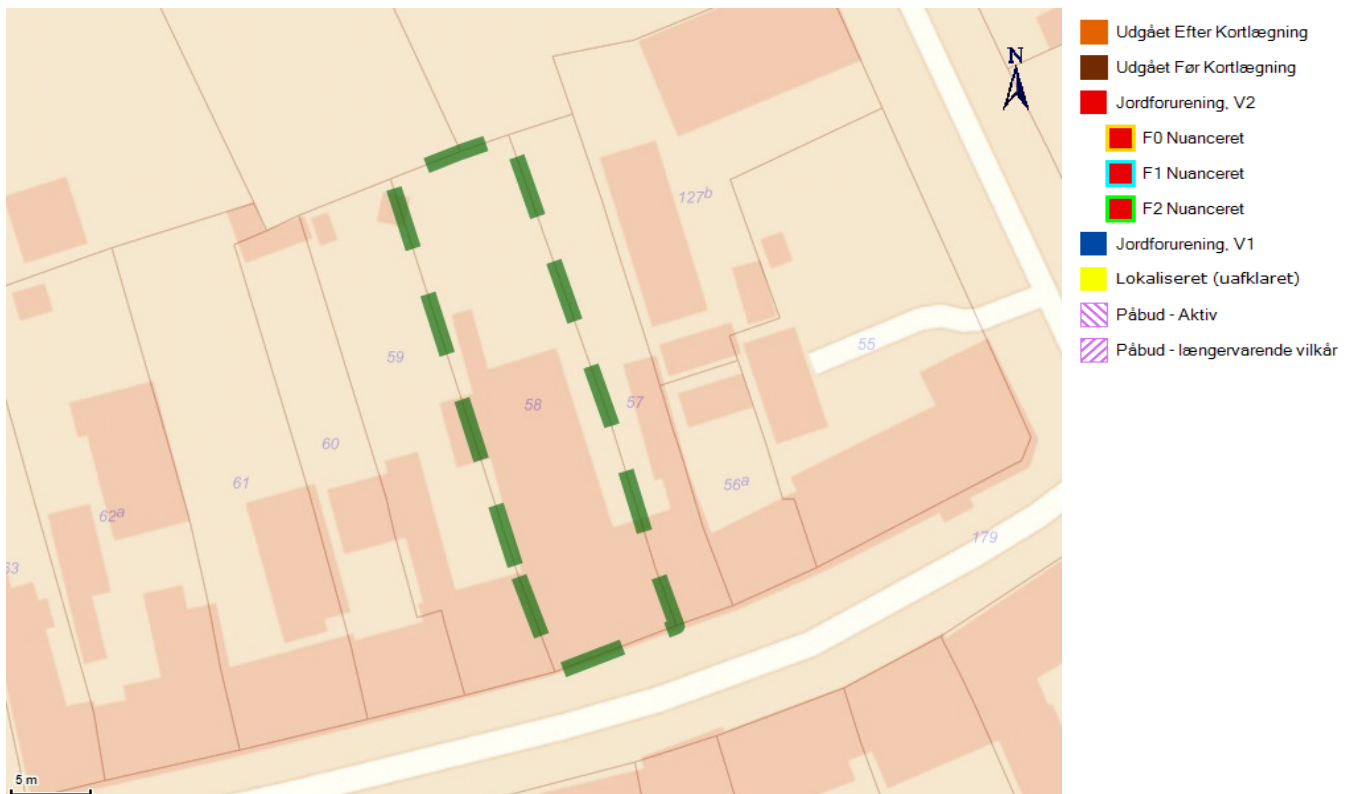 N
127b
59
55
58
57
60
61
56a
62a
179
63
5 m
Udgået Efter Kortlægning
Udgået Før Kortlægning
Jordforurening, V2
F0 Nuanceret
F1 Nuanceret
F2 Nuanceret
Jordforurening, V1
Lokaliseret (uafklaret)
Påbud - Aktiv
Påbud - længervarende vilkår